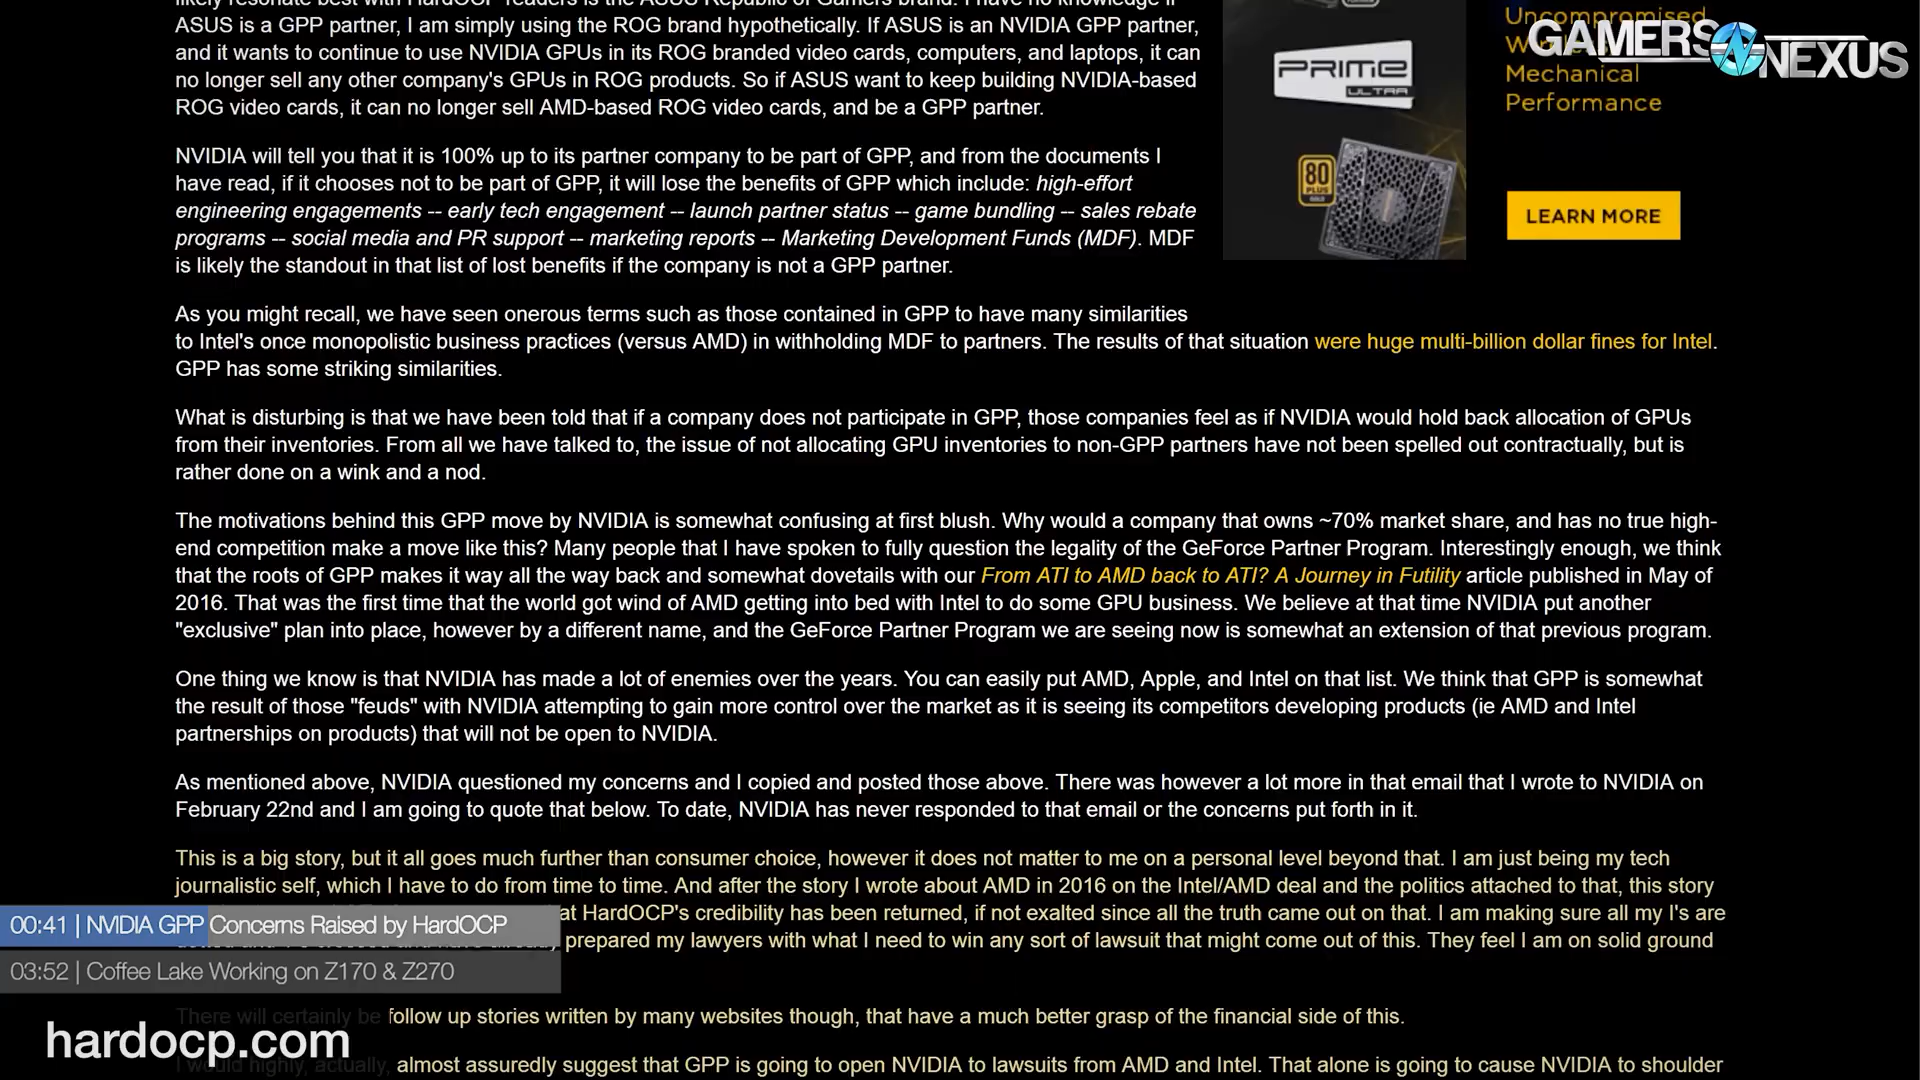 likely resonate best with HardOCP readers is the ASUS Republic of Gamers brand. I have no knowledge if
ASUS is a GPP partner, I am simply using the ROG brand hypothetically. If ASUS is an NVIDIA GPP partner,
and it wants to continue to use NVIDIA GPUs in its ROG branded video cards, computers, and laptops, it can
no longer sell any other company's GPUs in ROG products. So if ASUS want to keep building NVIDIA-based
ROG video cards, it can no longer sell AMD-based ROG video cards, and be a GPP partner.
NVIDIA will tell you that it is 100% up to its partner company to be part of GPP, and from the documents I
have read, if it chooses not to be part of GPP, it will lose the benefits of GPP which include: high-effort
engineering engagements -- early tech engagement -- launch partner status -- game bundling -- sales rebate
programs -- social media and PR support -- marketing reports -- Marketing Development Funds (MDF). MDF
is likely the standout in that list of lost benefits if the company is not a GPP partner.
As you might recall, we have seen onerous terms such as those contained in GPP to have many similarities
to Intel's once monopolistic business practices (versus AMD) in withholding MDF to partners. The results of that situation were huge multi-billion dollar fines for Intel.
GPP has some striking similarities.
What is disturbing is that we have been told that if a company does not participate in GPP, those companies feel as if NVIDIA would hold back allocation of GPUs
from their inventories. From all we have talked to, the issue of not allocating GPU inventories to non-GPP partners have not been spelled out contractually, but is
rather done on a wink and a nod.
The motivations behind this GPP move by NVIDIA is somewhat confusing at first blush. Why would a company that owns ~70% market share, and has no true high-
end competition make a move like this? Many people that I have spoken to fully question the legality of the GeForce Partner Program. Interestingly enough, we think
that the roots of GPP makes it way all the way back and somewhat dovetails with our From ATI to AMD back to ATI? A Journey in Futility article published in May of
2016. That was the first time that the world got wind of AMD getting into bed with Intel to do some GPU business. We believe at that time NVIDIA put another
"exclusive" plan into place, however by a different name, and the GeForce Partner Program we are seeing now is somewhat an extension of that previous program.
One thing we know is that NVIDIA has made a lot of enemies over the years. You can easily put AMD, Apple, and Intel on that list. We think that GPP is somewhat
the result of those "feuds" with NVIDIA attempting to gain more control over the market as it is seeing its competitors developing products (ie AMD and Intel
partnerships on products) that will not be open to NVIDIA.
As mentioned above, NVIDIA questioned my concerns and I copied and posted those above. There was however a lot more in that email that I wrote to NVIDIA on
February 22nd and I am going to quote that below. To date, NVIDIA has never responded to that email or the concerns put forth in it.
This is a big story, but it all goes much further than consumer choice, however it does not matter to me on a personal level beyond that. I am just being my tech
journalistic self, which I have to do from time to time. And after the story I wrote about AMD in 2016 on the Intel/AMD deal and the politics attached to that, this story
at HardOCP's credibility has been returned, if not exalted since all the truth came out on that. I am making sure all my I's are
prepared my lawyers with what I need to win any sort of lawsuit that might come out of this. They feel I am on solid ground
There will certainly be follow up stories written by many websites though, that have a much better grasp of the financial side of this.
I would highly, actually, almost assuredly suggest that GPP is going to open NVIDIA to lawsuits from AMD and Intel. That alone is going to cause NVIDIA to shoulder
PRIME
ULTRA
80
PLUS
GOLD
Uncompromised
Mechanical
Performance
LEARN MORE
GAMERS NEXUS
00:41 | NVIDIA GPP Concerns Raised by HardOCP
03:52 | Coffee Lake Working on Z170 & Z270
hardocp.com